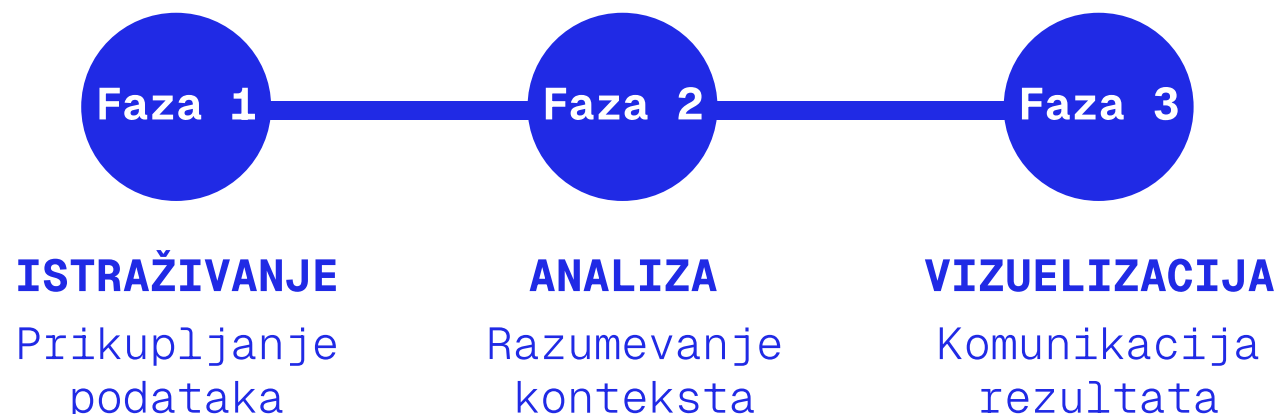 Faza 1
Faza 2
Faza 3
ISTRAŽIVANJE
Prikupljanje
podataka
ANALIZA
Razumevanje
konteksta
VIZUELIZACIJA
Komunikacija
rezultata